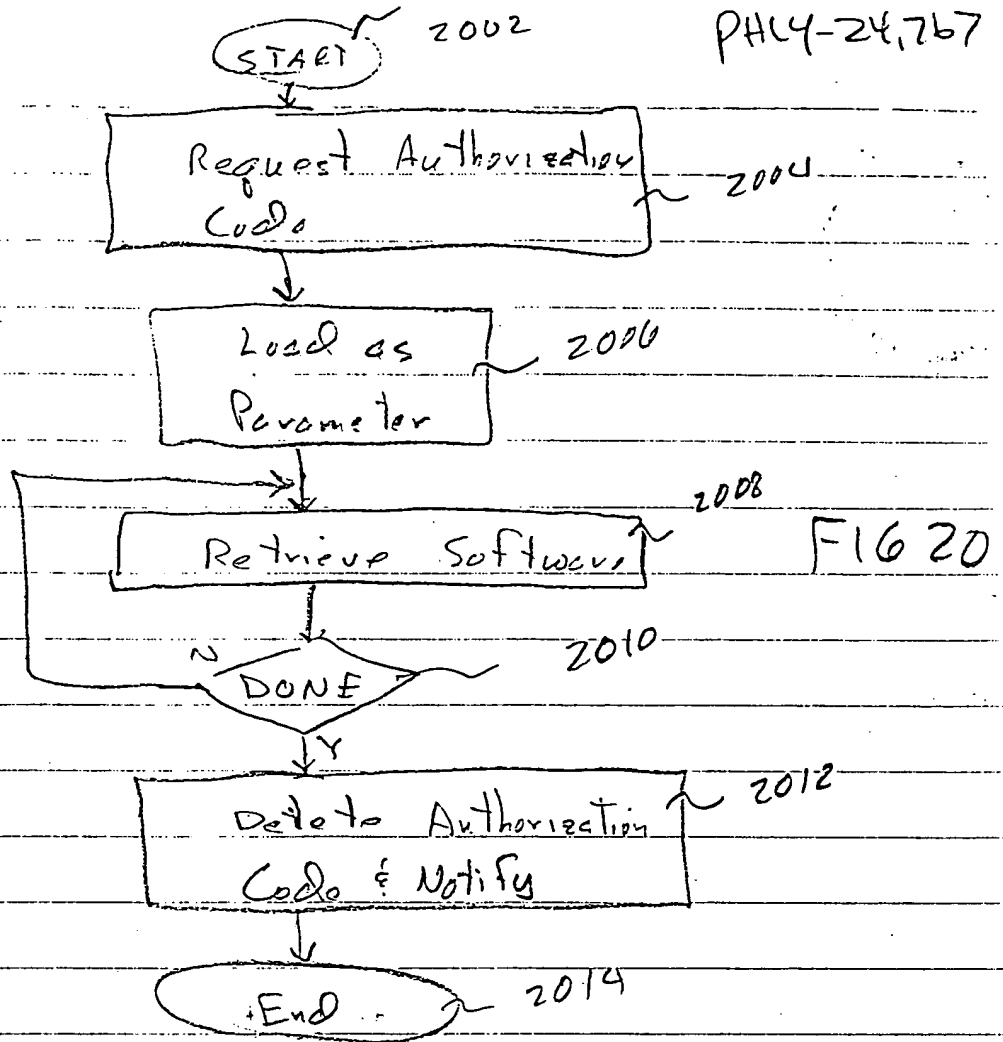 2002
PHLY-24,767
START
Request Authorization
Code
2004
Load as
Parameter
2006
2008
Retrieve Software
FIG 20
N
DONE
2010
Y
Delete Authorization
Code & Notify
2012
End
2014